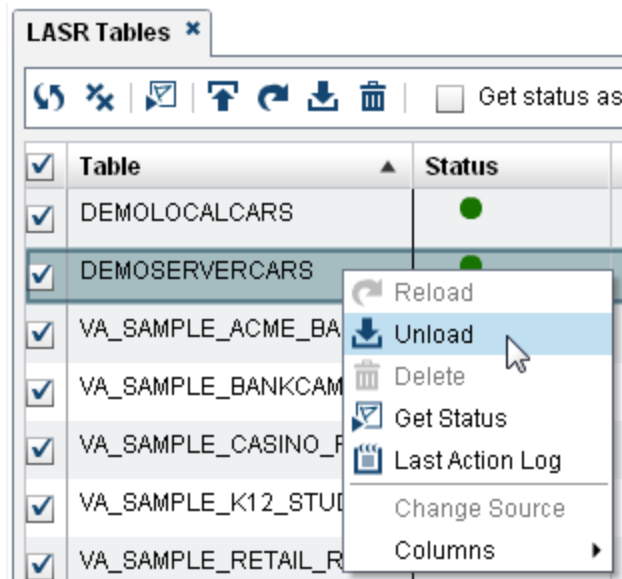 LASR Tables
Get status as
Table Status
DEMOLOCALCARS
DEMOSERVERCARS
Reload
VA_SAMPLE_ACME_BA
Unload
Delete
VA_SAMPLE_BANKCAM
Get Status
VA_SAMPLE_CASINO_
Last Action Log
VA_SAMPLE_K12_STU
Change Source
VA_SAMPLE_RETAIL_R
Columns